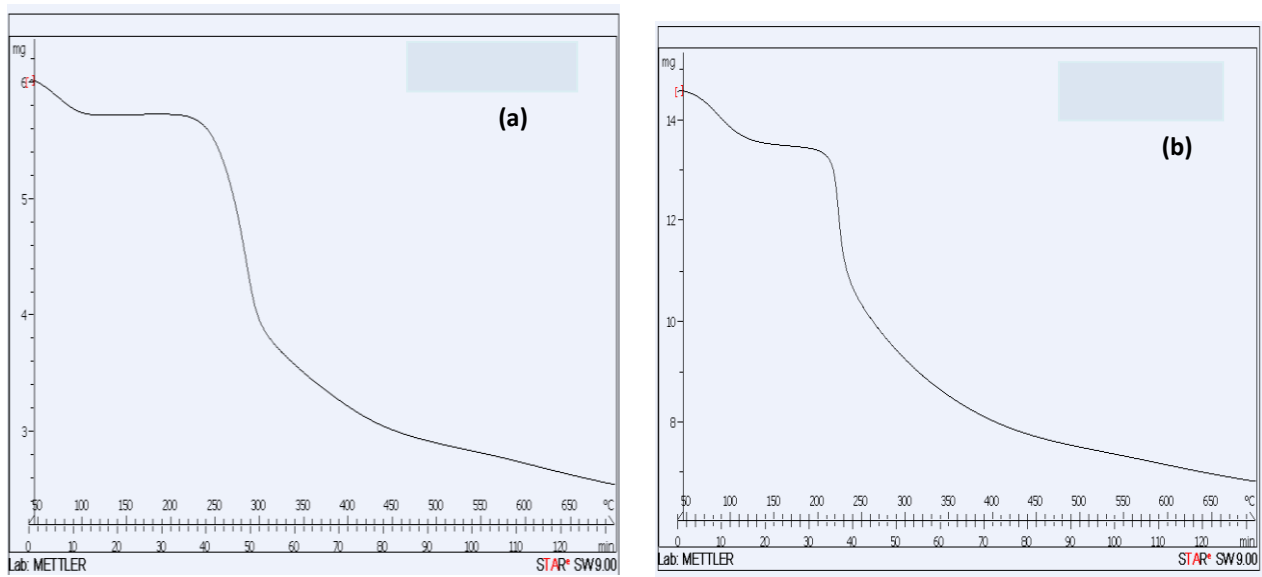 mg
(a)
6
5
4
3
50 100 150 200 250 300 350 400 450 500 550 600 650 °C
0 10 20 30 40 50 60 70 80 90 100 110 120 min
Lab: METTLER STARe SW 9.00
mg
(b)
14
12
10
8
50 100 150 200 250 300 350 400 450 500 550 600 650 °C
0 10 20 30 40 50 60 70 80 90 100 110 120 min
Lab: METTLER STARe SW 9.00